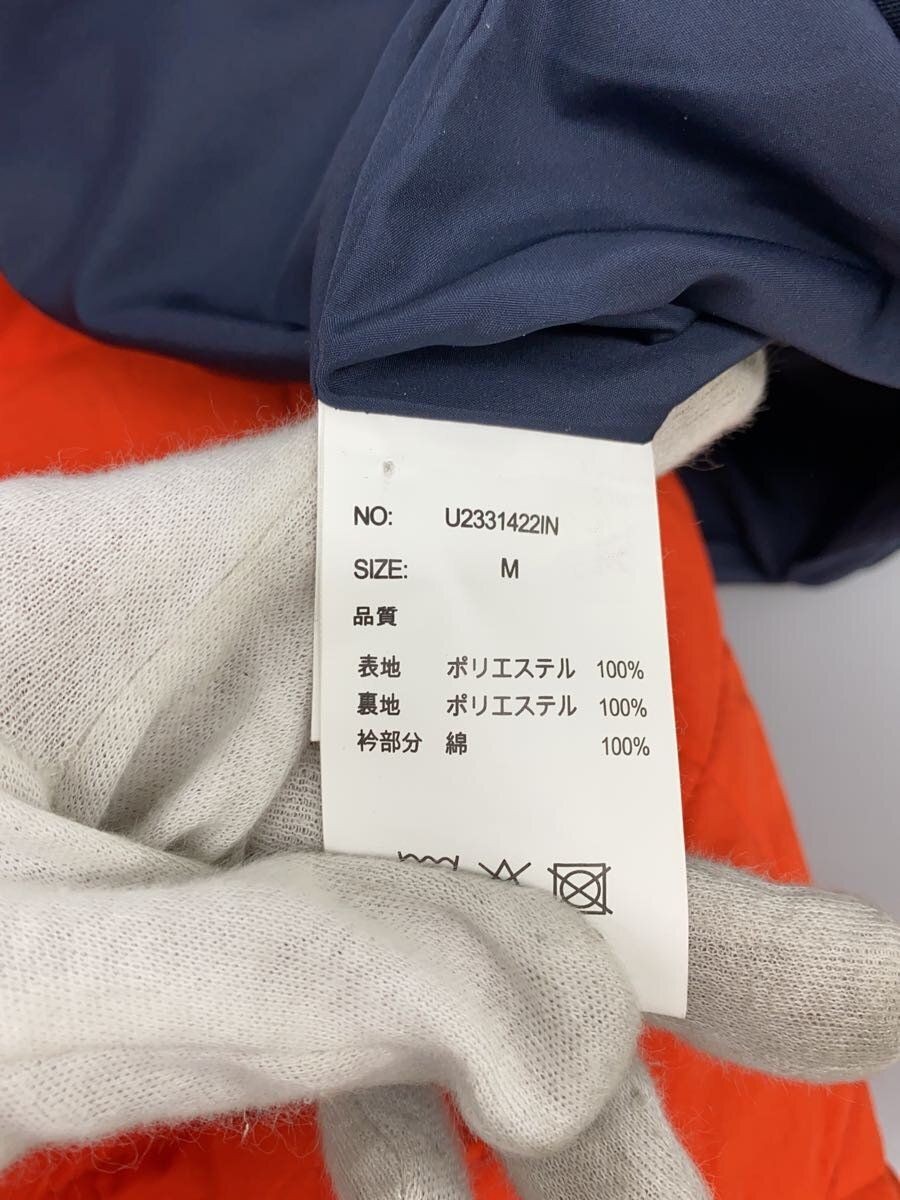 NO: U2331422IN
SIZE: M
品質
表地 ポリエステル 100%
裏地 ポリエステル 100%
衿部分 綿 100%